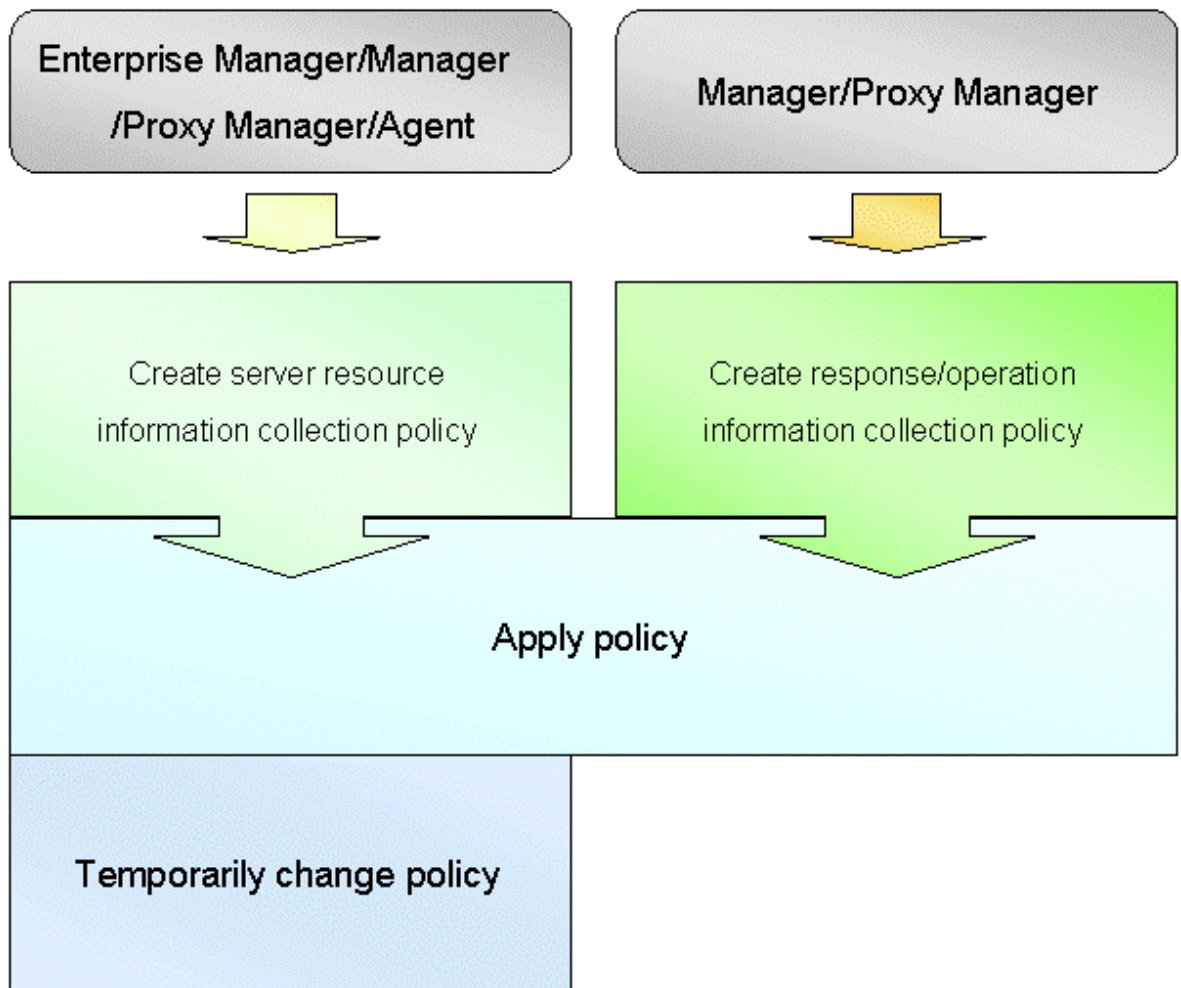 Enterprise Manager/Manager
/Proxy Manager/Agent
Manager/Proxy Manager
Create server resource
information collection policy
Create response/operation
information collection policy
Apply policy
Temporarily change policy